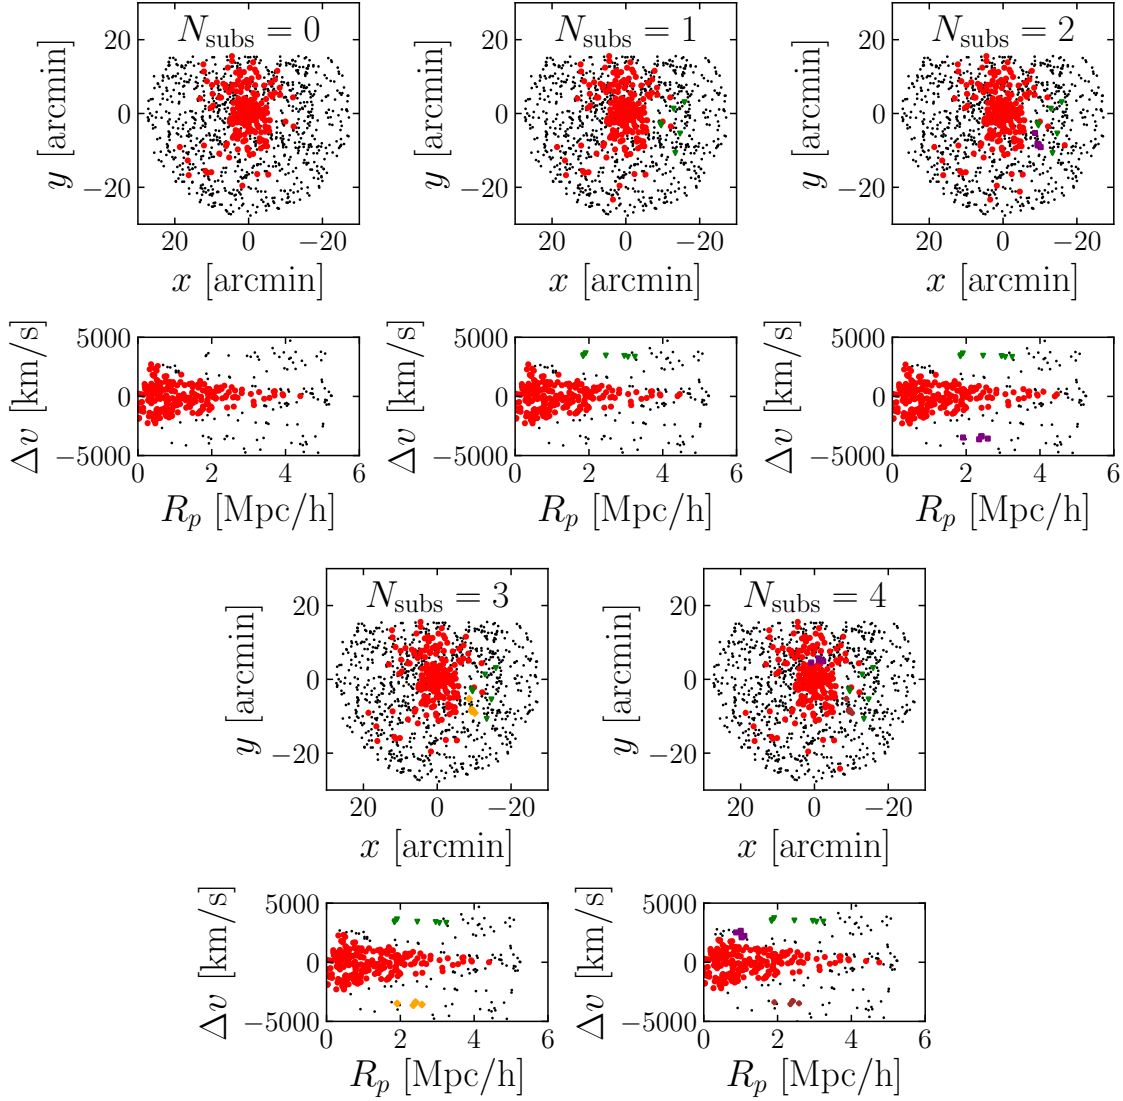 N_subs = 0
N_subs = 1
N_subs = 2
y [arcmin]
20
0
−20
y [arcmin]
20
0
−20
y [arcmin]
20
0
−20
20 0 −20
20 0 −20
20 0 −20
x [arcmin]
x [arcmin]
x [arcmin]
Δv [km/s]
5000
0
−5000
Δv [km/s]
5000
0
−5000
Δv [km/s]
5000
0
−5000
0 2 4 6
0 2 4 6
0 2 4 6
R_p [Mpc/h]
R_p [Mpc/h]
R_p [Mpc/h]
N_subs = 3
N_subs = 4
y [arcmin]
20
0
−20
y [arcmin]
20
0
−20
20 0 −20
20 0 −20
x [arcmin]
x [arcmin]
Δv [km/s]
5000
0
−5000
Δv [km/s]
5000
0
−5000
0 2 4 6
0 2 4 6
R_p [Mpc/h]
R_p [Mpc/h]